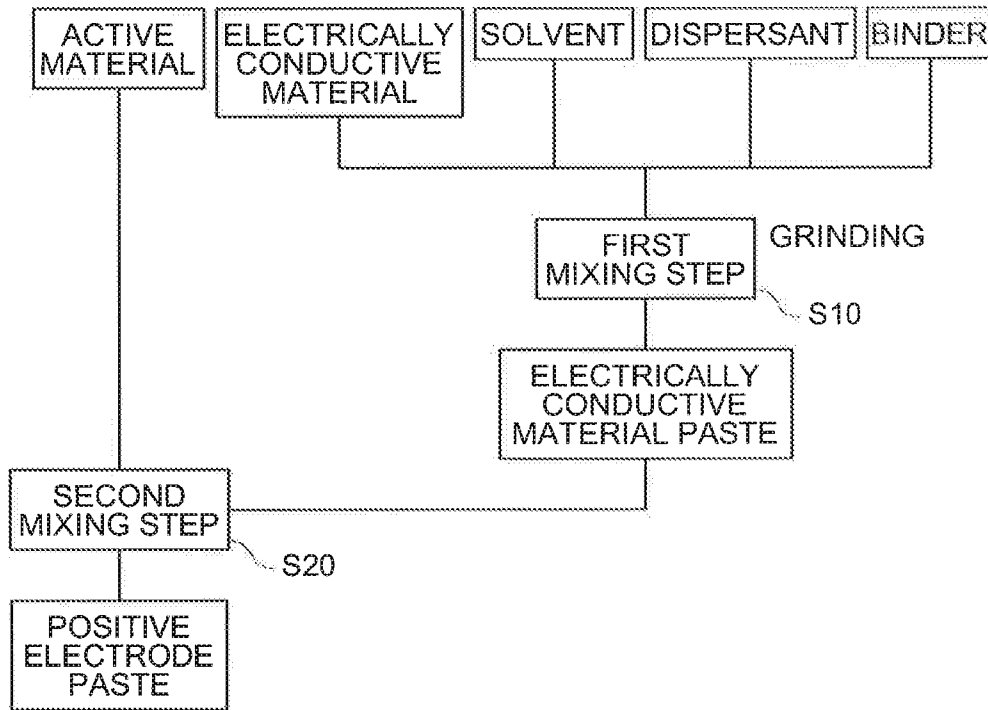 ACTIVE
MATERIAL
ELECTRICALLY
CONDUCTIVE
MATERIAL
SOLVENT
DISPERSANT
BINDER
FIRST
MIXING STEP
GRINDING
S10
ELECTRICALLY
CONDUCTIVE
MATERIAL PASTE
SECOND
MIXING STEP
S20
POSITIVE
ELECTRODE
PASTE